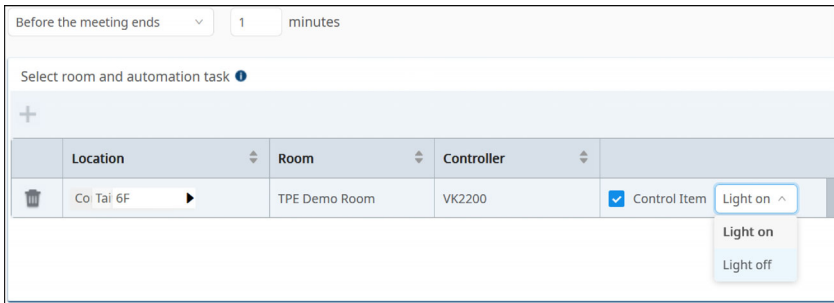 Before the meeting ends 1 minutes
Select room and automation task
Location Room Controller
Co Tai 6F TPE Demo Room VK2200 Control Item Light on
Light on
Light off